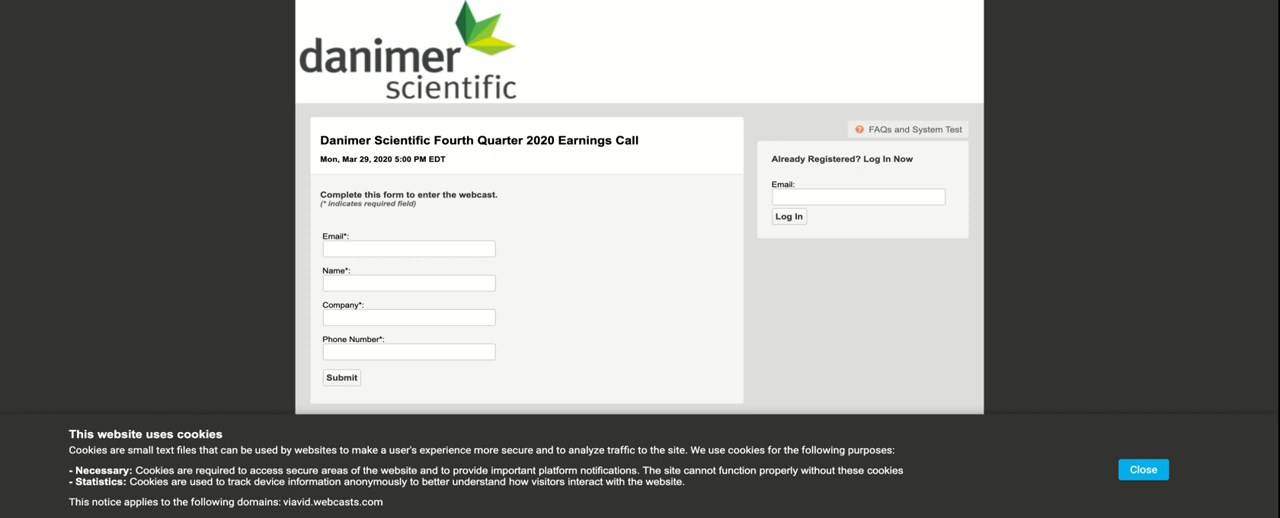 danimer
scientific
FAQs and System Test
Danimer Scientific Fourth Quarter 2020 Earnings Call
Mon, Mar 29, 2020 5:00 PM EDT
Already Registered? Log In Now
Email:
Log In
Complete this form to enter the webcast.
(* indicates required field)
Email*:
Name*:
Company*:
Phone Number*:
Submit
This website uses cookies
Cookies are small text files that can be used by websites to make a user's experience more secure and to analyze traffic to the site. We use cookies for the following purposes:
- Necessary: Cookies are required to access secure areas of the website and to provide important platform notifications. The site cannot function properly without these cookies
- Statistics: Cookies are used to track device information anonymously to better understand how visitors interact with the website.
This notice applies to the following domains: viavid.webcasts.com
Close